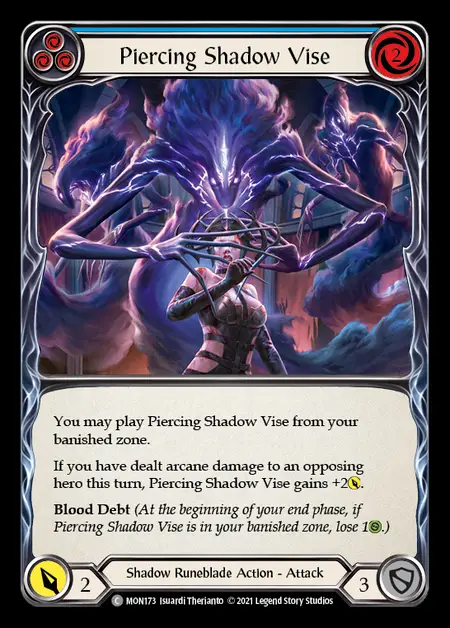 Piercing Shadow Vise
2
You may play Piercing Shadow Vise from your
banished zone.
If you have dealt arcane damage to an opposing
hero this turn, Piercing Shadow Vise gains +2.
Blood Debt (At the beginning of your end phase, if
Piercing Shadow Vise is in your banished zone, lose 1.)
2
Shadow Runeblade Action - Attack
3
C MON173 Isuardi Therianto © 2021 Legend Story Studios